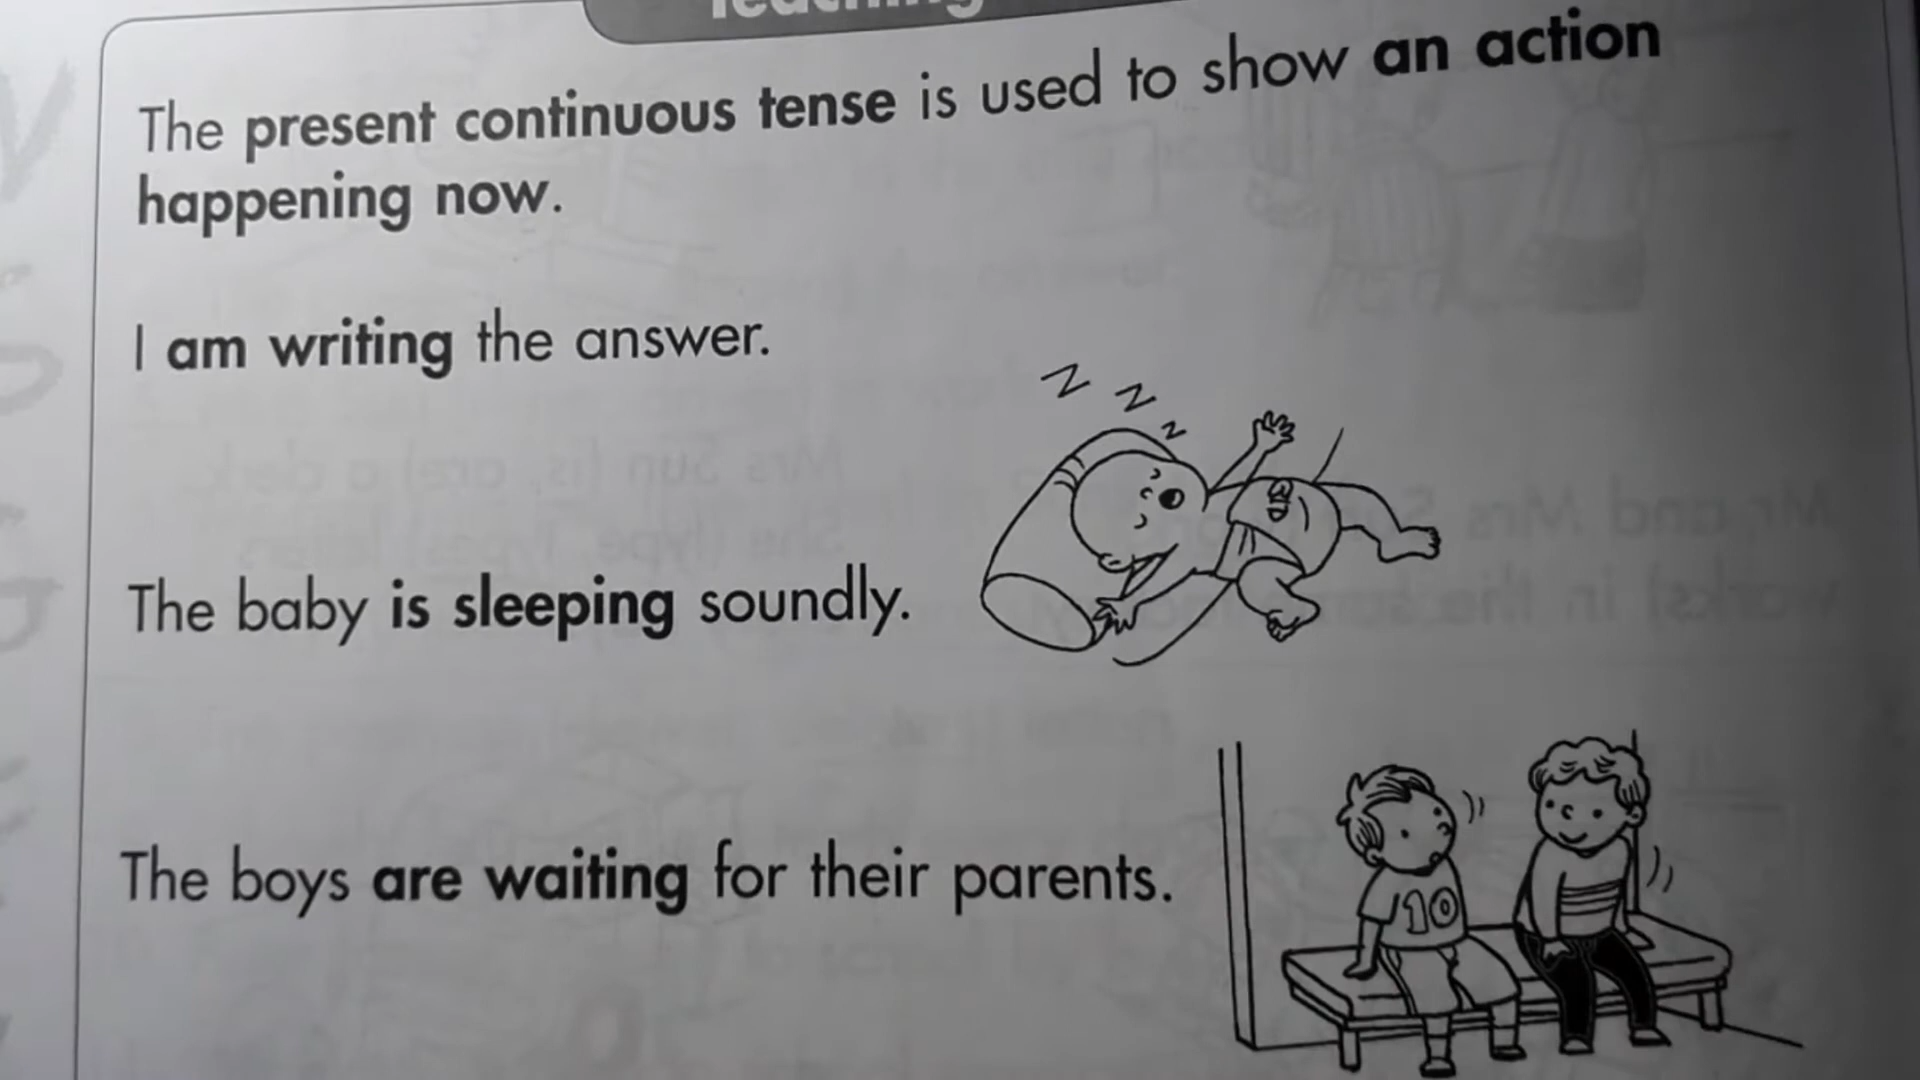 Teaching
The present continuous tense is used to show an action
happening now.
I am writing the answer.
z z z
The baby is sleeping soundly.
10
The boys are waiting for their parents.